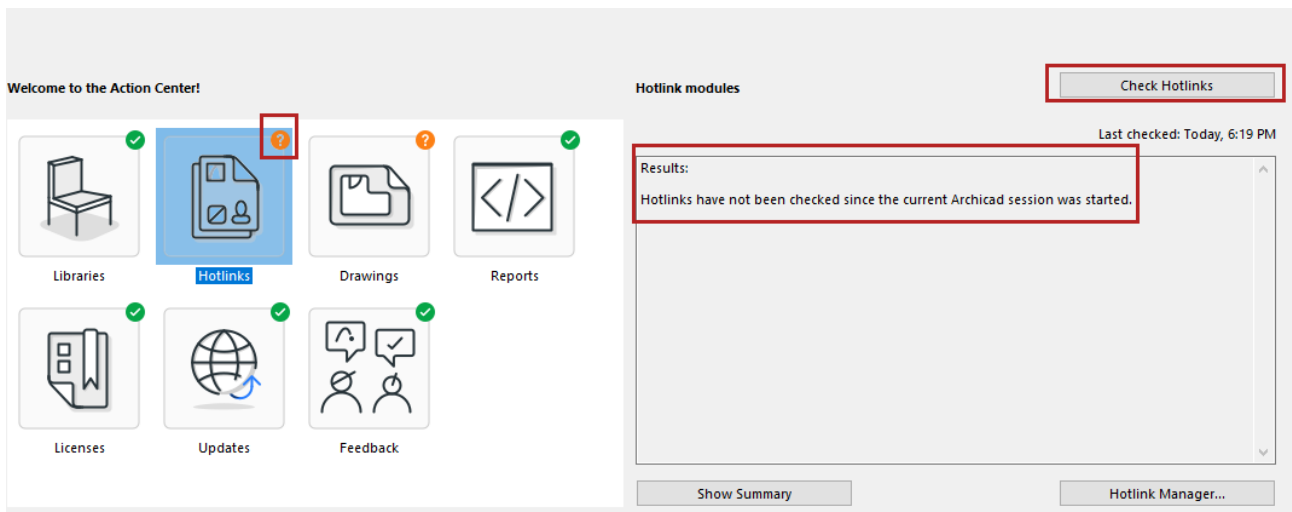 Welcome to the Action Center!
Libraries
Hotlinks
Drawings
Reports
Licenses
Updates
Feedback
Hotlink modules
Check Hotlinks
Last checked: Today, 6:19 PM
Results:
Hotlinks have not been checked since the current Archicad session was started.
Show Summary
Hotlink Manager...